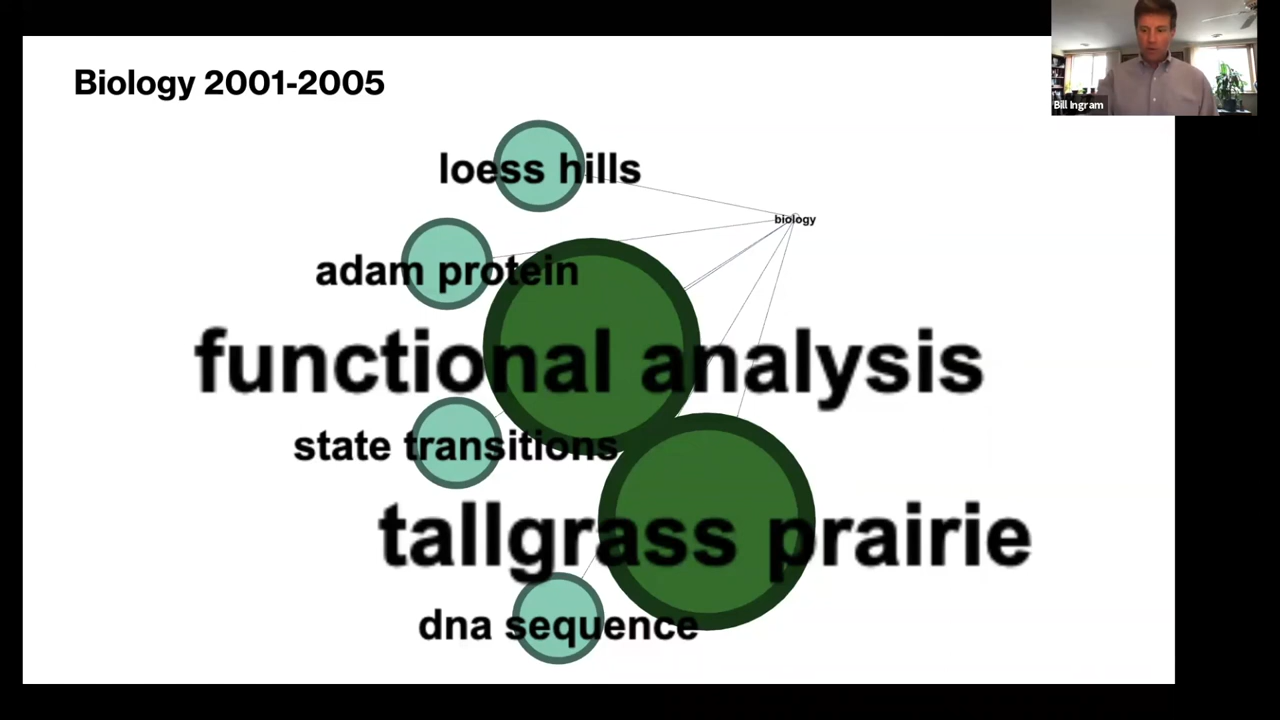 Biology 2001-2005
Bill Ingram
loess hills
biology
adam protein
functional analysis
state transitions
tallgrass prairie
dna sequence